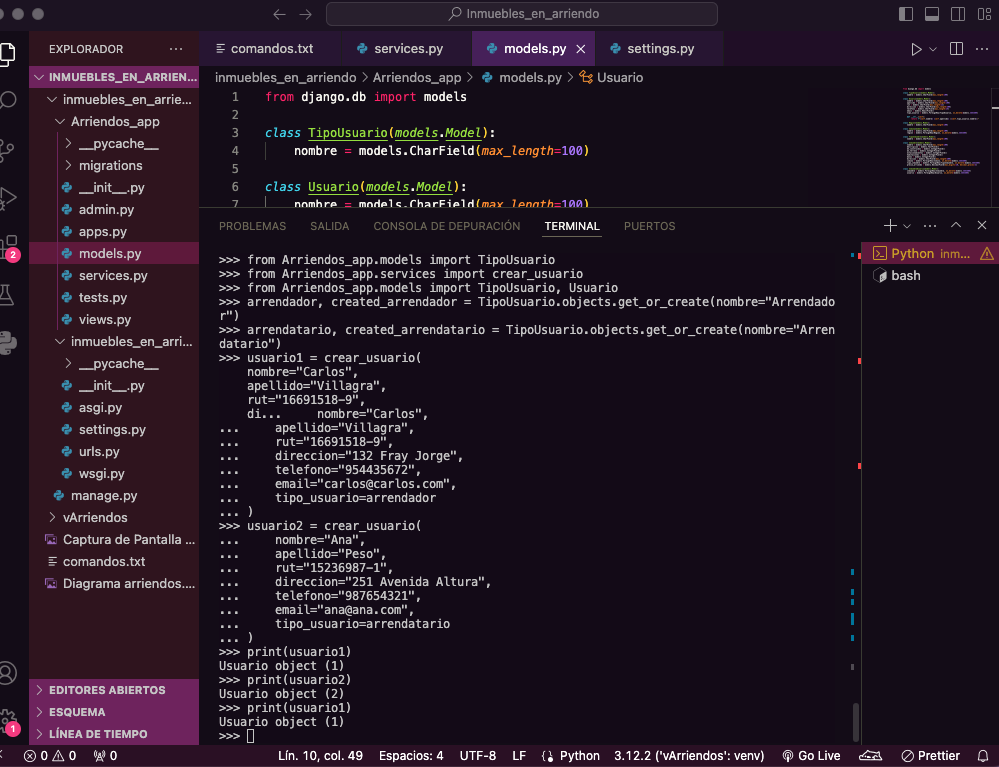 Inmuebles_en_arriendo
EXPLORADOR
comandos.txt
services.py
models.py
settings.py
INMUEBLES_EN_ARRIEN...
inmuebles_en_arrie...
Arriendos_app
__pycache__
migrations
__init__.py
admin.py
apps.py
models.py
services.py
tests.py
views.py
inmuebles_en_arri...
__pycache__
__init__.py
asgi.py
settings.py
urls.py
wsgi.py
manage.py
vArriendos
Captura de Pantalla ...
comandos.txt
Diagrama arriendos....
EDITORES ABIERTOS
ESQUEMA
LÍNEA DE TIEMPO
2
1
inmuebles_en_arriendo > Arriendos_app > models.py > Usuario
1 from django.db import models
2
3 class TipoUsuario(models.Model):
4 nombre = models.CharField(max_length=100)
5
6 class Usuario(models.Model):
7 nombre = models.CharField(max_length=100)
PROBLEMAS SALIDA CONSOLA DE DEPURACIÓN TERMINAL PUERTOS
>>> from Arriendos_app.models import TipoUsuario
>>> from Arriendos_app.services import crear_usuario
>>> from Arriendos_app.models import TipoUsuario, Usuario
>>> arrendador, created_arrendador = TipoUsuario.objects.get_or_create(nombre="Arrendado
r")
>>> arrendatario, created_arrendatario = TipoUsuario.objects.get_or_create(nombre="Arren
datario")
>>> usuario1 = crear_usuario(
nombre="Carlos",
apellido="Villagra",
rut="16691518-9",
di... nombre="Carlos",
... apellido="Villagra",
... rut="16691518-9",
... direccion="132 Fray Jorge",
... telefono="954435672",
... email="carlos@carlos.com",
... tipo_usuario=arrendador
... )
>>> usuario2 = crear_usuario(
... nombre="Ana",
... apellido="Peso",
... rut="15236987-1",
... direccion="251 Avenida Altura",
... telefono="987654321",
... email="ana@ana.com",
... tipo_usuario=arrendatario
... )
>>> print(usuario1)
Usuario object (1)
>>> print(usuario2)
Usuario object (2)
>>> print(usuario1)
Usuario object (1)
>>>
Python inm...
bash
0 0 0 Lín. 10, col. 49 Espacios: 4 UTF-8 LF Python 3.12.2 ('vArriendos': venv) Go Live Prettier